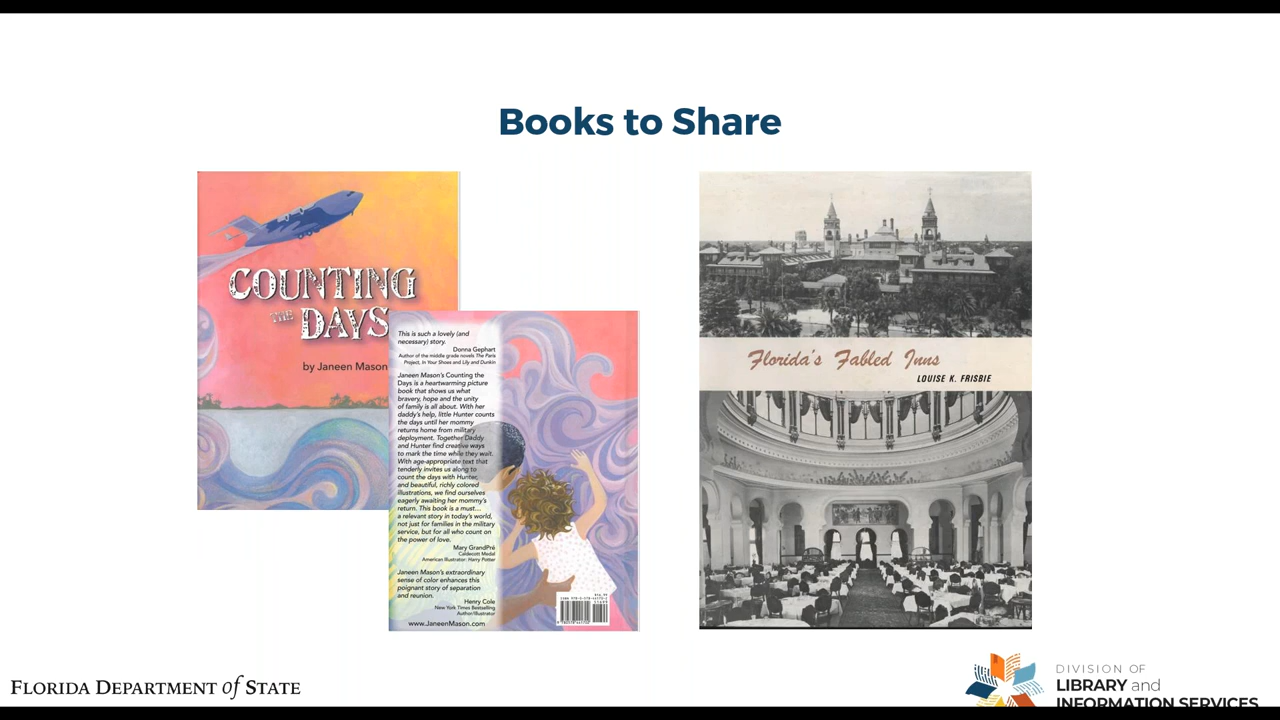 Books to Share
COUNTING
THE DAYS
by Janeen Mason
This is such a lovely (and
necessary) story.
Donna Gephart
Author of the middle grade novels The Paris
Project, In Your Shoes and Lily and Dunkin
Janeen Mason's Counting the
Days is a heartwarming picture
book that shows us what
bravery, hope and the unity
of family is all about. With her
daddy's help, little Hunter counts
the days until her mommy
returns home from military
deployment. Together Daddy
and Hunter find creative ways
to mark the time while they wait.
With age-appropriate text that
tenderly invites us along to
count the days with Hunter,
and beautiful, richly colored
illustrations, we find ourselves
eagerly awaiting her mommy's
return. This book is a must...
a relevant story in today's world,
not just for families in the military
service, but for all who count on
the power of love.
Mary GrandPré
Caldecott Medal
American Illustrator: Harry Potter
Janeen Mason's extraordinary
sense of color enhances this
poignant story of separation
and reunion.
Henry Cole
New York Times Bestselling
Author/Illustrator
www.JaneenMason.com
Florida's Fabled Inns
LOUISE K. FRISBIE
FLORIDA DEPARTMENT of STATE
DIVISION OF
LIBRARY and
INFORMATION SERVICES